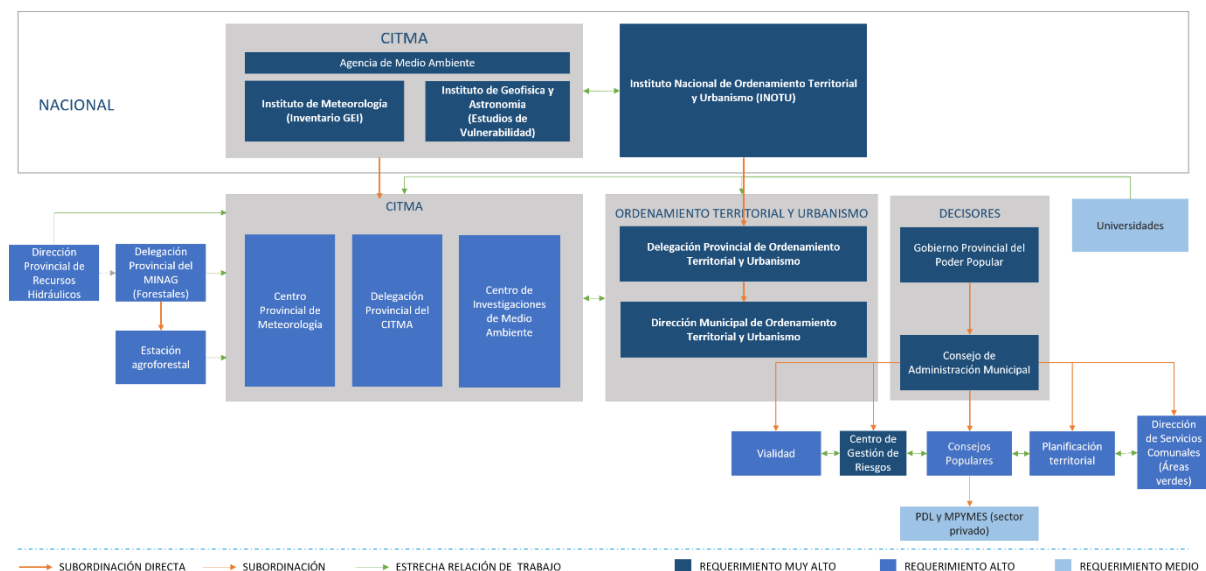 NACIONAL
CITMA
Agencia de Medio Ambiente
Instituto de Meteorología
(Inventario GEI)
Instituto de Geofisica y
Astronomia
(Estudios de
Vulnerabilidad)
Instituto Nacional de Ordenamiento Territorial
y Urbanismo (INOTU)
Dirección
Provincial de
Recursos
Hidráulicos
Delegación
Provincial del
MINAG
(Forestales)
Estación
agroforestal
CITMA
Centro
Provincial de
Meteorología
Delegación
Provincial del
CITMA
Centro de
Investigaciones
de Medio
Ambiente
ORDENAMIENTO TERRITORIAL Y URBANISMO
Delegación Provincial de Ordenamiento
Territorial y Urbanismo
Dirección Municipal de Ordenamiento
Territorial y Urbanismo
DECISORES
Gobierno Provincial del
Poder Popular
Consejo de
Administración Municipal
Universidades
Vialidad
Centro de
Gestión de
Riesgos
Consejos
Populares
Planificación
territorial
Dirección
de Servicios
Comunales
(Áreas
verdes)
PDL y MPYMES (sector
privado)
SUBORDINACIÓN DIRECTA
SUBORDINACIÓN
ESTRECHA RELACIÓN DE TRABAJO
REQUERIMIENTO MUY ALTO
REQUERIMIENTO ALTO
REQUERIMIENTO MEDIO